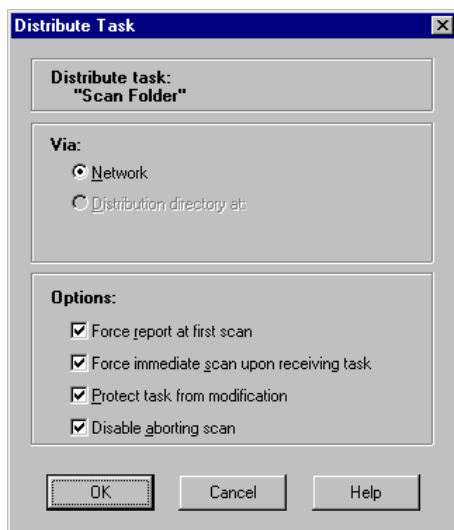 Distribute Task
Distribute task:
"Scan Folder"
Via:
Network
Distribution directory at:
Options:
Force report at first scan
Force immediate scan upon receiving task
Protect task from modification
Disable aborting scan
OK
Cancel
Help